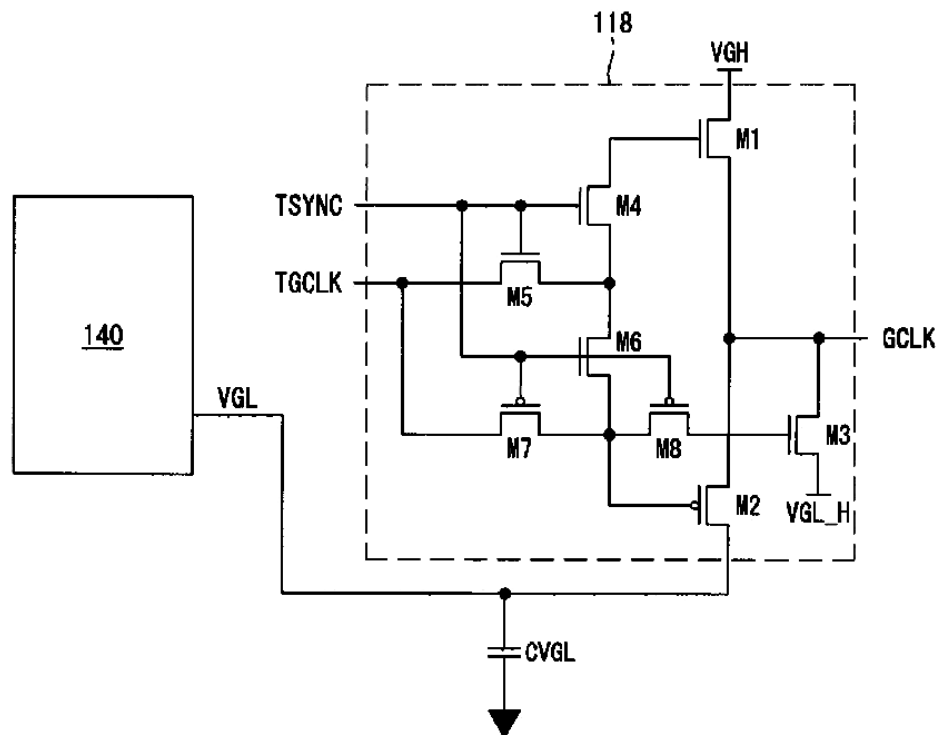 118
VGH
M1
TSYNC
M4
TGCLK
M5
140
M6
GCLK
VGL
M7
M8
M3
M2
VGL_H
CVGL